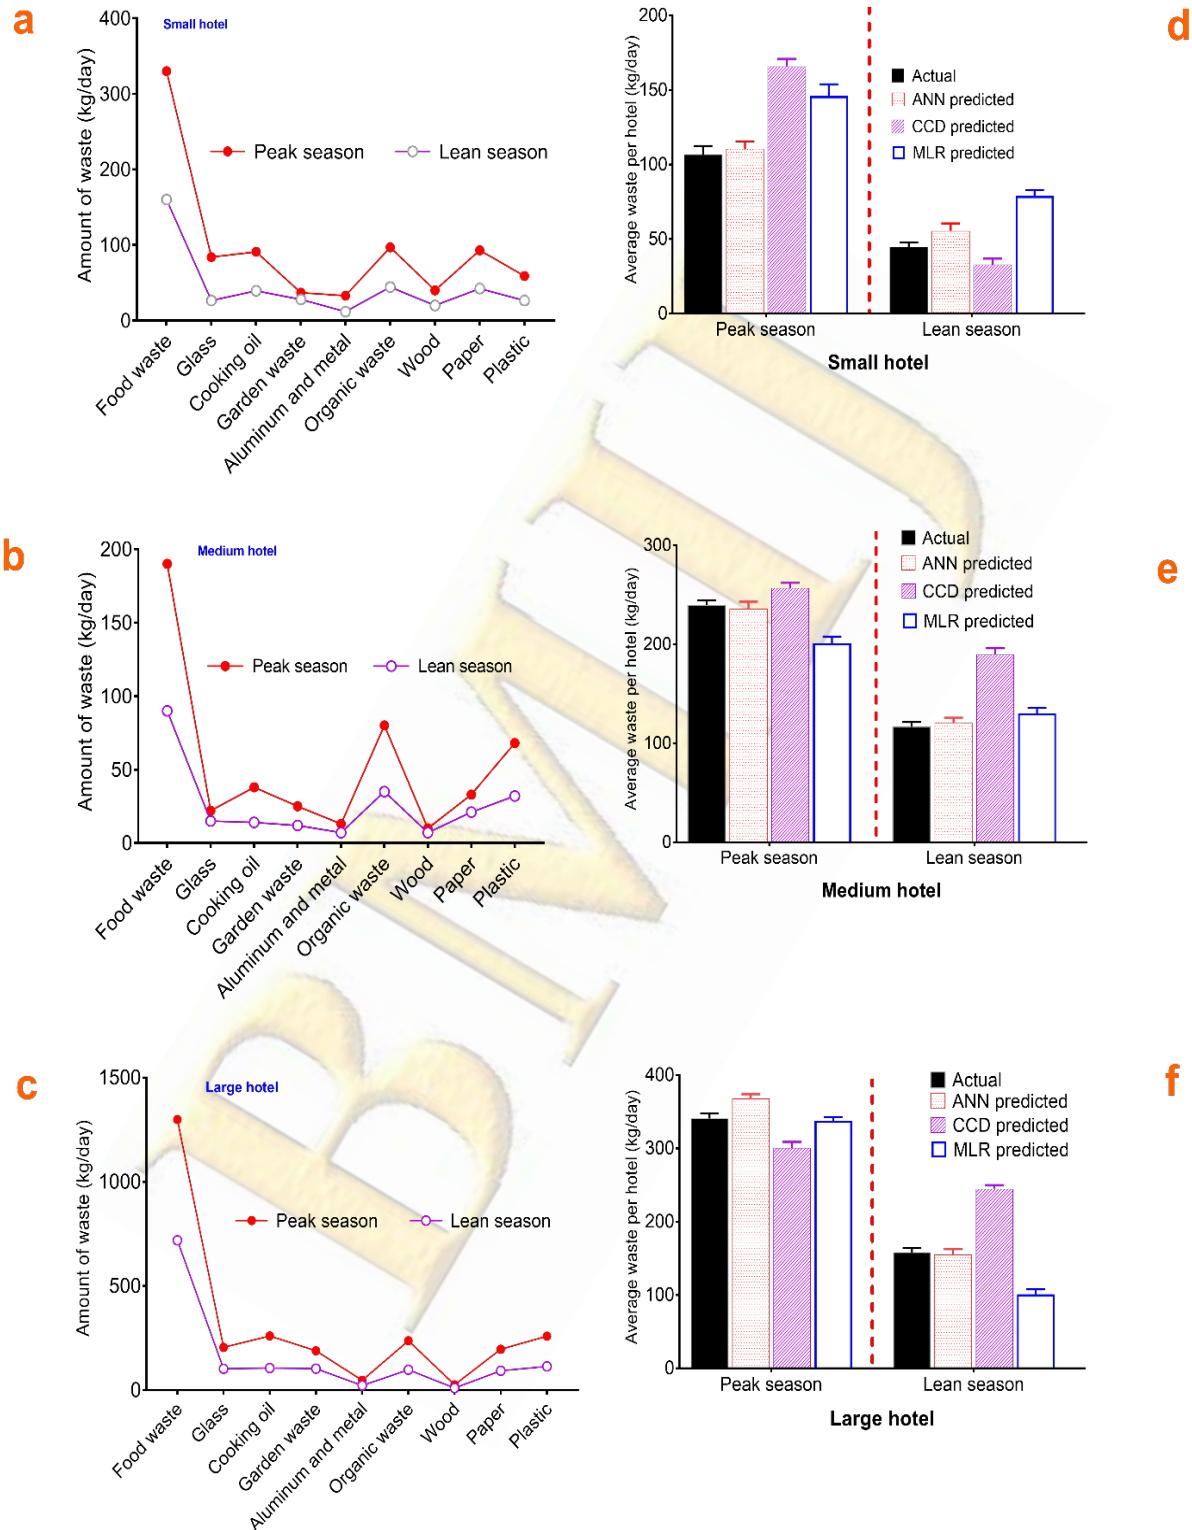 a
Small hotel
Amount of waste (kg/day)
400
300
200
100
0
Peak season
Lean season
Food waste
Glass
Cooking oil
Garden waste
Aluminum and metal
Organic waste
Wood
Paper
Plastic
d
Average waste per hotel (kg/day)
200
150
100
50
0
Actual
ANN predicted
CCD predicted
MLR predicted
Peak season
Lean season
Small hotel
b
Medium hotel
Amount of waste (kg/day)
200
150
100
50
0
Peak season
Lean season
Food waste
Glass
Cooking oil
Garden waste
Aluminum and metal
Organic waste
Wood
Paper
Plastic
e
Average waste per hotel (kg/day)
300
200
100
0
Actual
ANN predicted
CCD predicted
MLR predicted
Peak season
Lean season
Medium hotel
c
Large hotel
Amount of waste (kg/day)
1500
1000
500
0
Peak season
Lean season
Food waste
Glass
Cooking oil
Garden waste
Aluminum and metal
Organic waste
Wood
Paper
Plastic
f
Average waste per hotel (kg/day)
400
300
200
100
0
Actual
ANN predicted
CCD predicted
MLR predicted
Peak season
Lean season
Large hotel